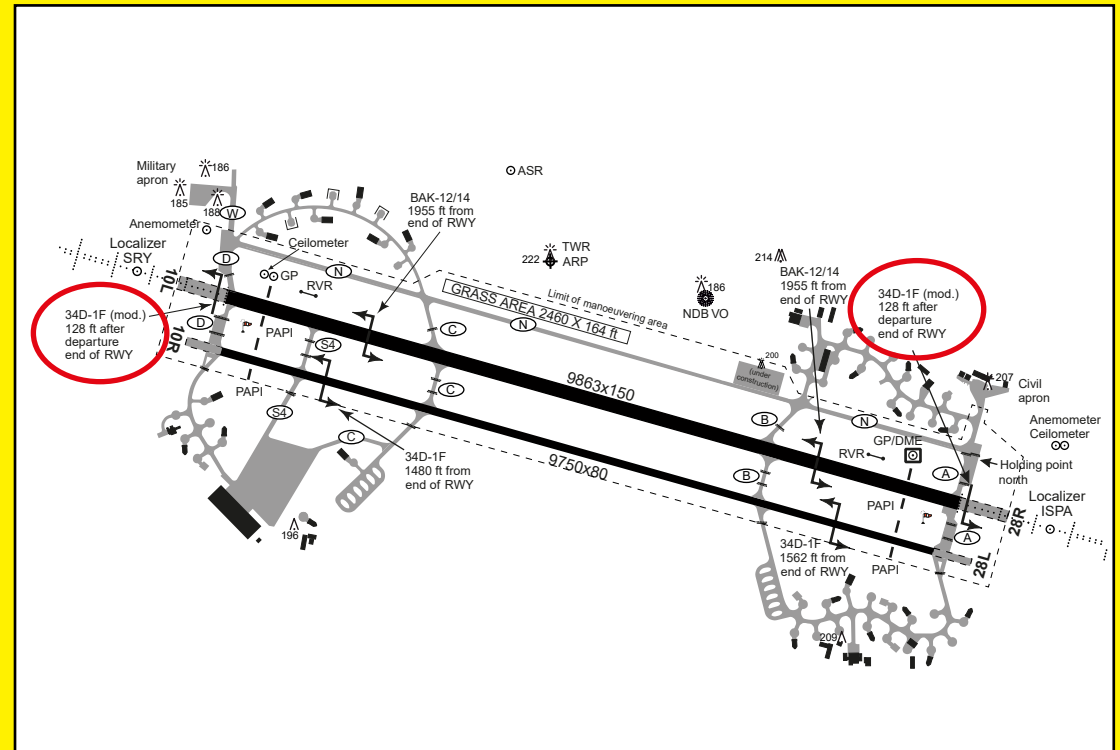 186
Military
apron
185
188
W
ASR
BAK-12/14
1955 ft from
end of RWY
Anemometer
Localizer
SRY
D
Ceilometer
GP
RVR
N
222
TWR
ARP
214
BAK-12/14
1955 ft from
end of RWY
186
NDB VO
Limit of manoeuvering area
GRASS AREA 2460 X 164 ft
N
10L
34D-1F (mod.)
128 ft after
departure
end of RWY
D
10R
PAPI
S4
C
34D-1F (mod.)
128 ft after
departure
end of RWY
200
(under
construction)
207
Civil
apron
9863x150
PAPI
S4
C
C
B
N
Anemometer
Ceilometer
GP/DME
RVR
34D-1F
1480 ft from
end of RWY
9750x80
B
A
Holding point
north
Localizer
ISPA
PAPI
28R
196
A
34D-1F
1562 ft from
end of RWY
PAPI
28L
209